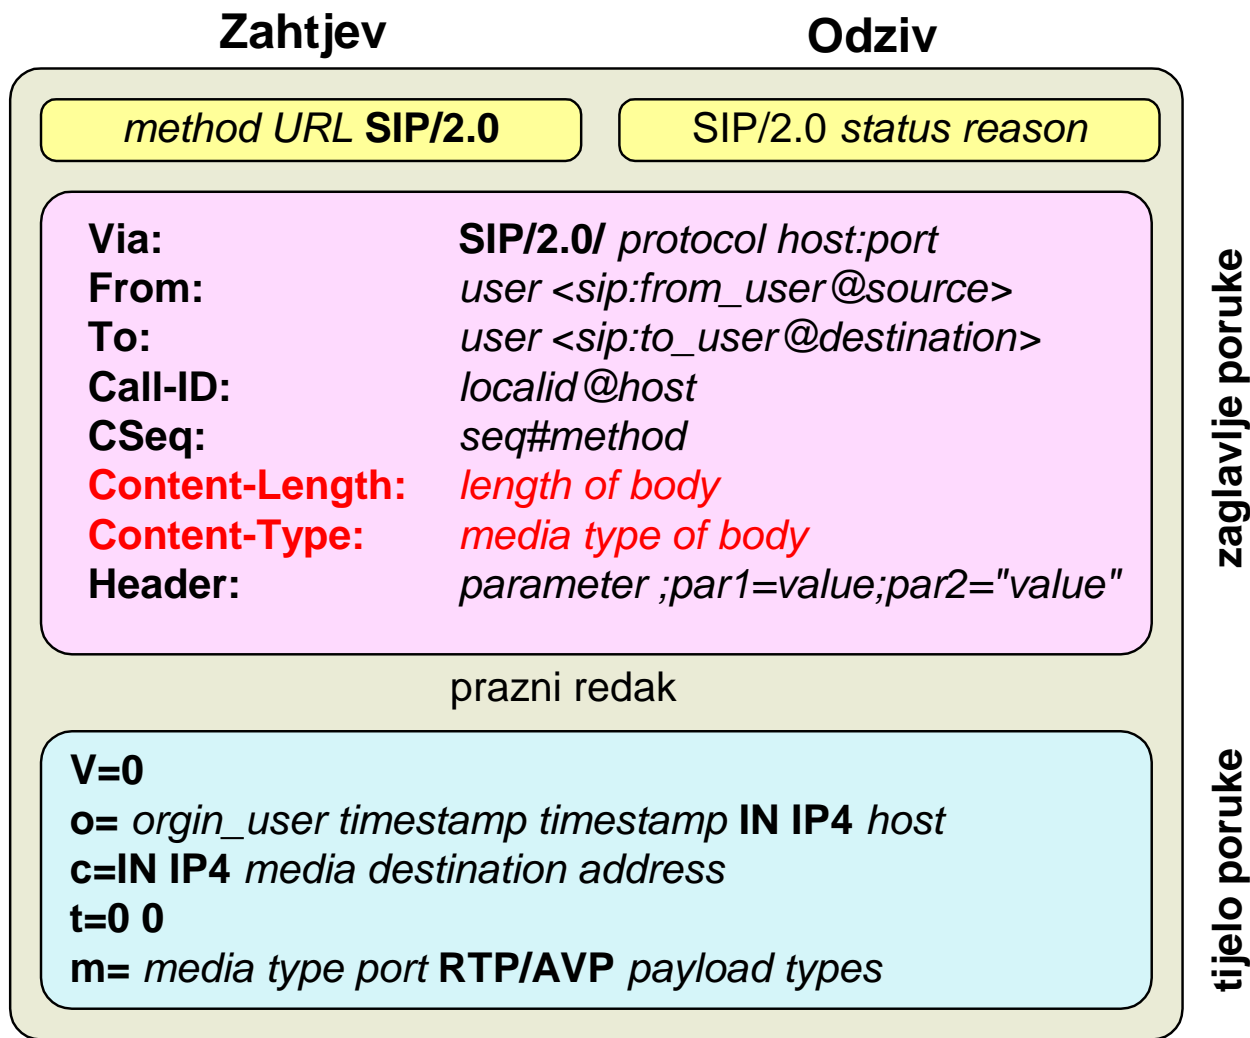 Zahtjev Odziv
method URL SIP/2.0 SIP/2.0 status reason
Via: SIP/2.0/ protocol host:port
From: user <sip:from_user@source>
To: user <sip:to_user@destination>
Call-ID: localid@host
CSeq: seq#method
Content-Length: length of body
Content-Type: media type of body
Header: parameter ;par1=value;par2="value"
zaglavlje poruke
prazni redak
V=0
o= orgin_user timestamp timestamp IN IP4 host
c=IN IP4 media destination address
t=0 0
m= media type port RTP/AVP payload types
tijelo poruke